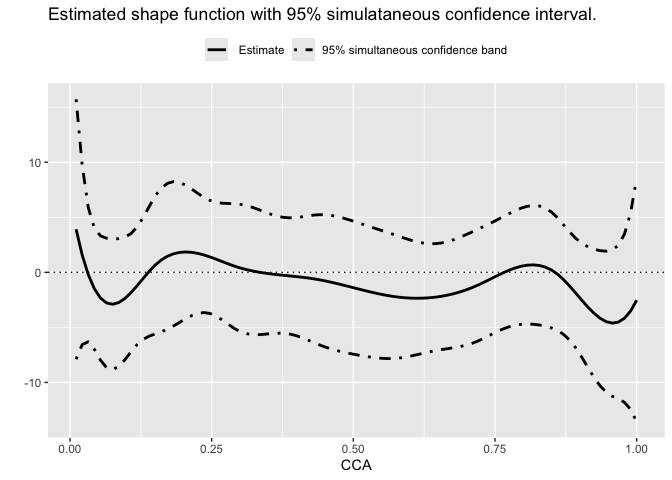 Estimated shape function with 95% simulataneous confidence interval.
Estimate 95% simultaneous confidence band
10
0
-10
0.00 0.25 0.50 0.75 1.00
CCA